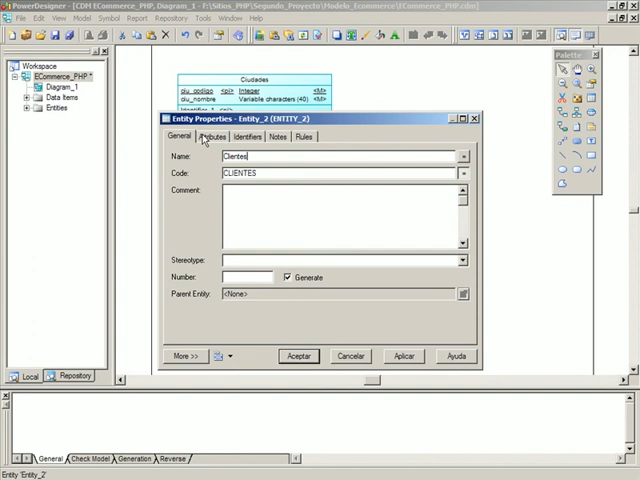 PowerDesigner - [CDM ECommerce_PHP, Diagram_1 - F:\Sitios_PHP\Segundo_Proyecto\Modelo_Ecommerce\ECommerce_PHP.cdm]
File Edit View Model Symbol Report Repository Tools Window Help
Workspace
ECommerce_PHP *
Diagram_1
Data Items
Entities
Local Repository
Palette
Ciudades
ciu_codigo <pi> Integer <M>
ciu_nombre Variable characters (40) <M>
Entity Properties - Entity_2 (ENTITY_2)
General Attributes Identifiers Notes Rules
Name: Clientes =
Code: CLIENTES =
Comment:
Stereotype:
Number: Generate
Parent Entity: <None>
More >> Aceptar Cancelar Aplicar Ayuda
General Check Model Generation Reverse
Entity 'Entity_2'